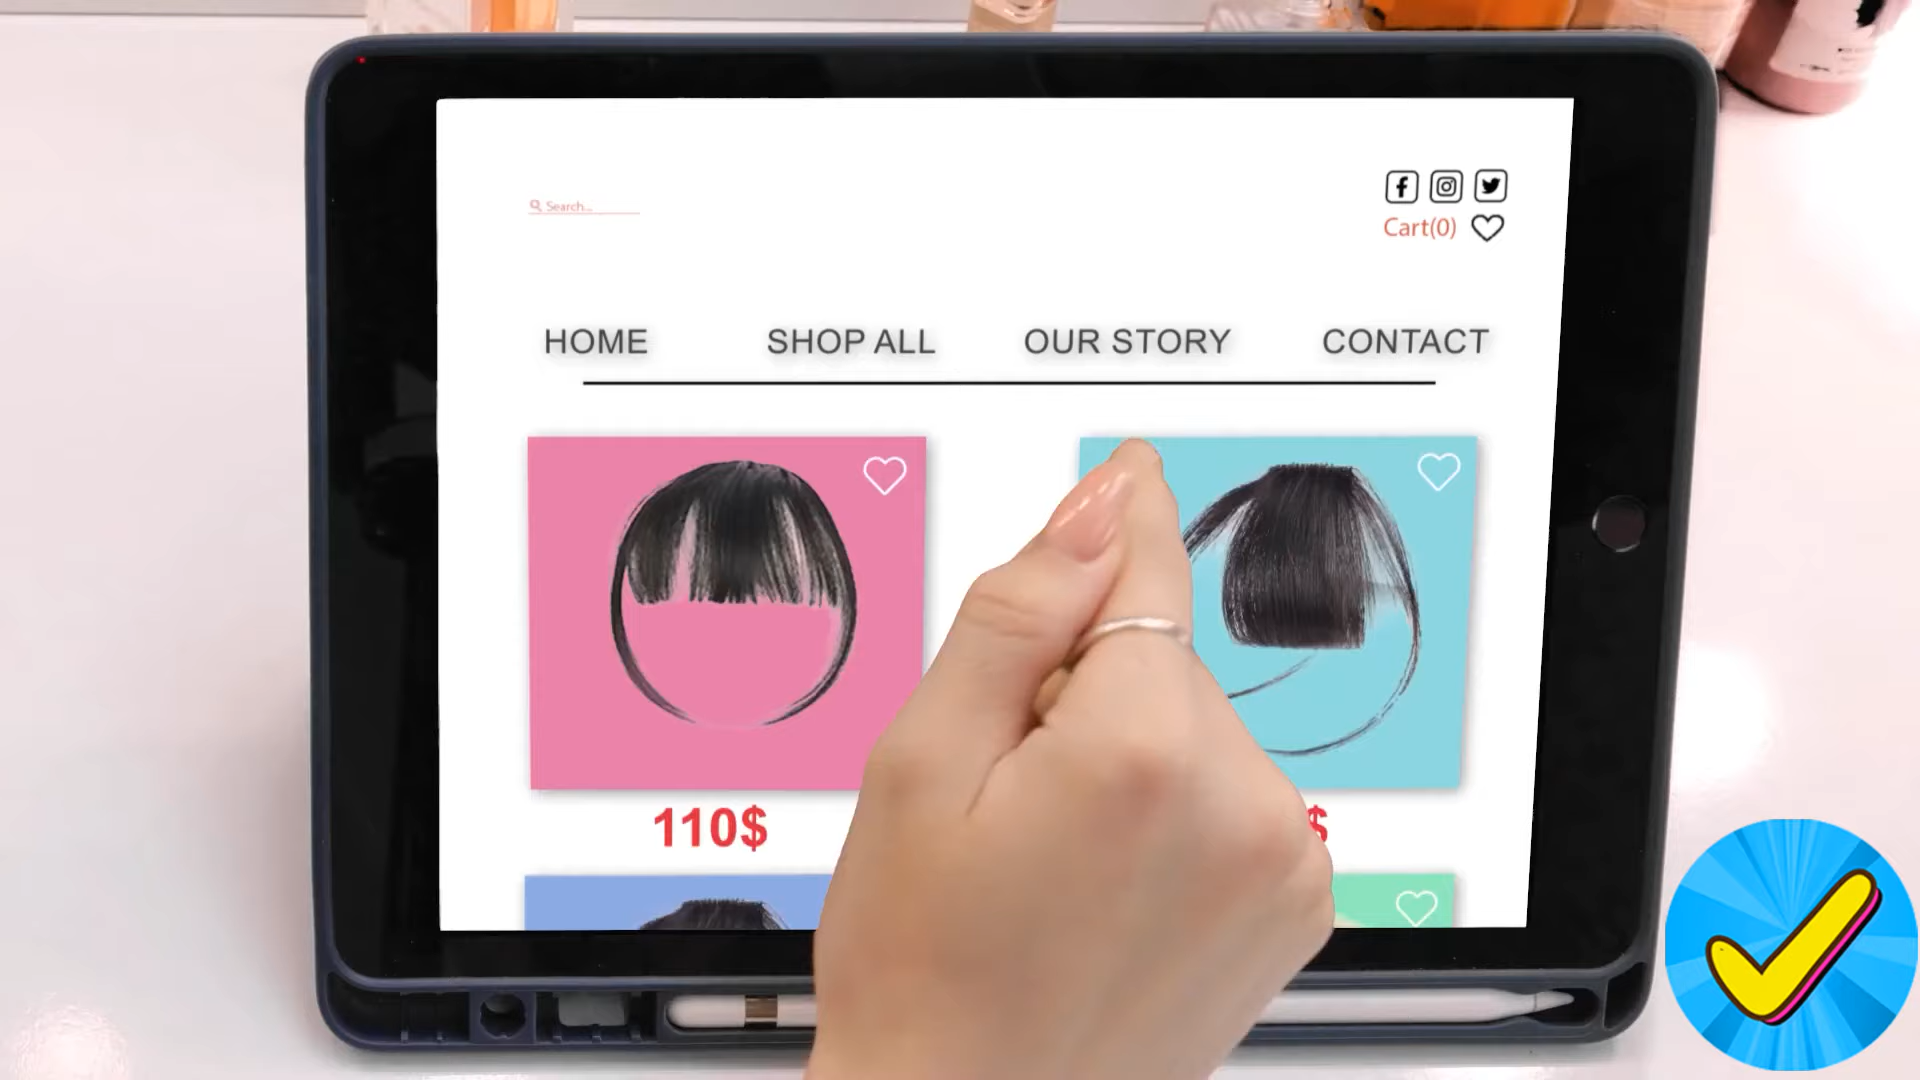 Search...
Cart(0)
HOME SHOP ALL OUR STORY CONTACT
110$
$